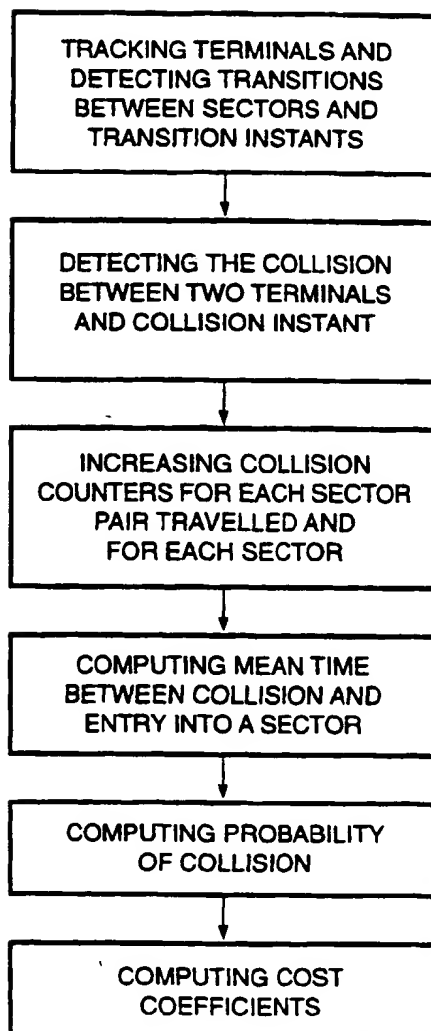 TRACKING TERMINALS AND
DETECTING TRANSITIONS
BETWEEN SECTORS AND
TRANSITION INSTANTS
DETECTING THE COLLISION
BETWEEN TWO TERMINALS
AND COLLISION INSTANT
INCREASING COLLISION
COUNTERS FOR EACH SECTOR
PAIR TRAVELLED AND
FOR EACH SECTOR
COMPUTING MEAN TIME
BETWEEN COLLISION AND
ENTRY INTO A SECTOR
COMPUTING PROBABILITY
OF COLLISION
COMPUTING COST
COEFFICIENTS